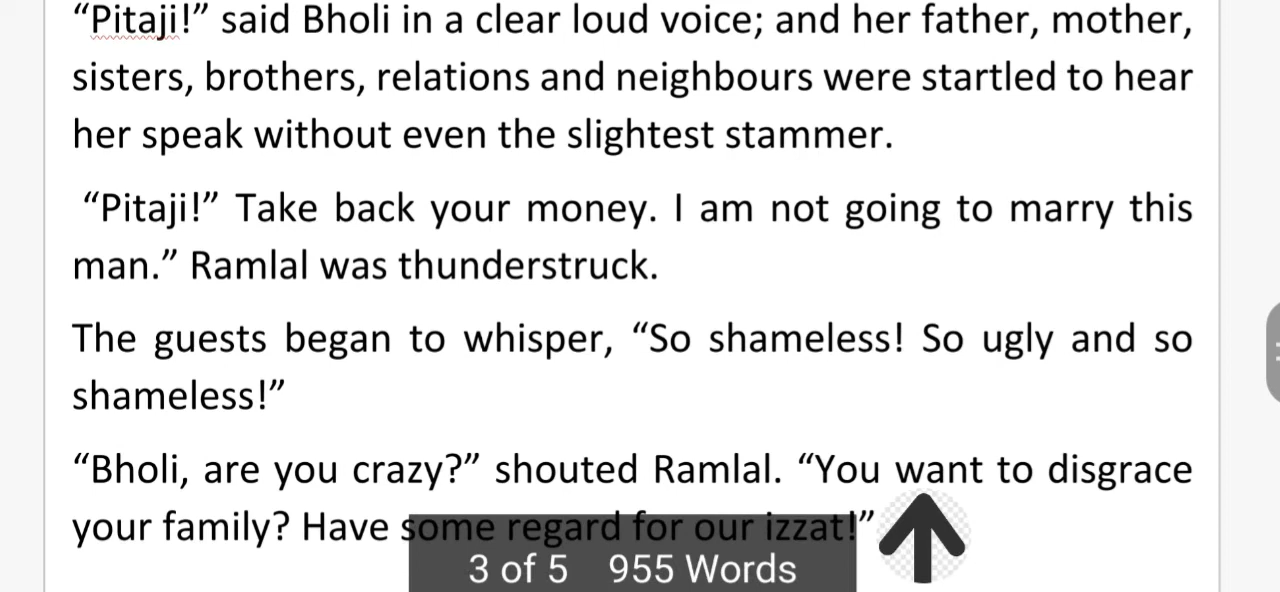 “Pitaji!” said Bholi in a clear loud voice; and her father, mother,
sisters, brothers, relations and neighbours were startled to hear
her speak without even the slightest stammer.
“Pitaji!” Take back your money. I am not going to marry this
man.” Ramlal was thunderstruck.
The guests began to whisper, “So shameless! So ugly and so
shameless!”
“Bholi, are you crazy?” shouted Ramlal. “You want to disgrace
your family? Have some regard for our izzat!”
3 of 5 955 Words